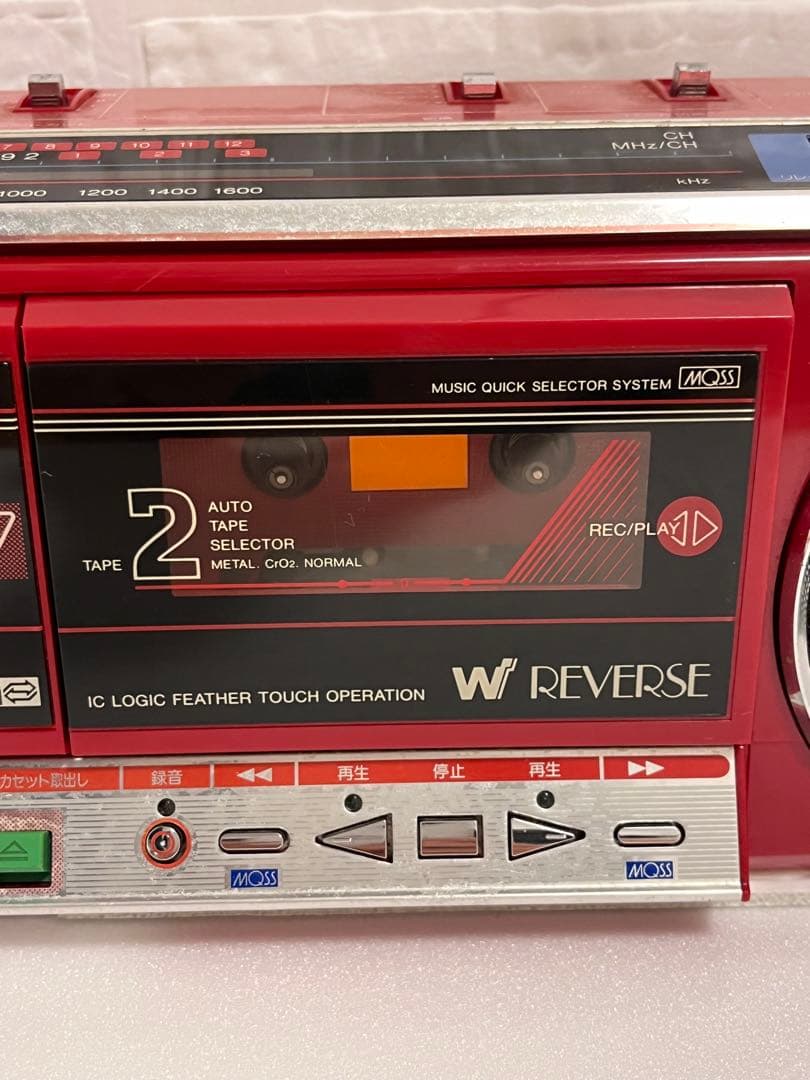 7 8 9 10 11 12
92 1 2 3
CH
MHz/CH
1000 1200 1400 1600
kHz
MUSIC QUICK SELECTOR SYSTEM MQSS
TAPE 2
AUTO
TAPE
SELECTOR
METAL. CrO2. NORMAL
REC/PLAY
IC LOGIC FEATHER TOUCH OPERATION
W REVERSE
カセット取出し 録音 ◀◀ 再生 停止 再生 ▶▶
MQSS MQSS